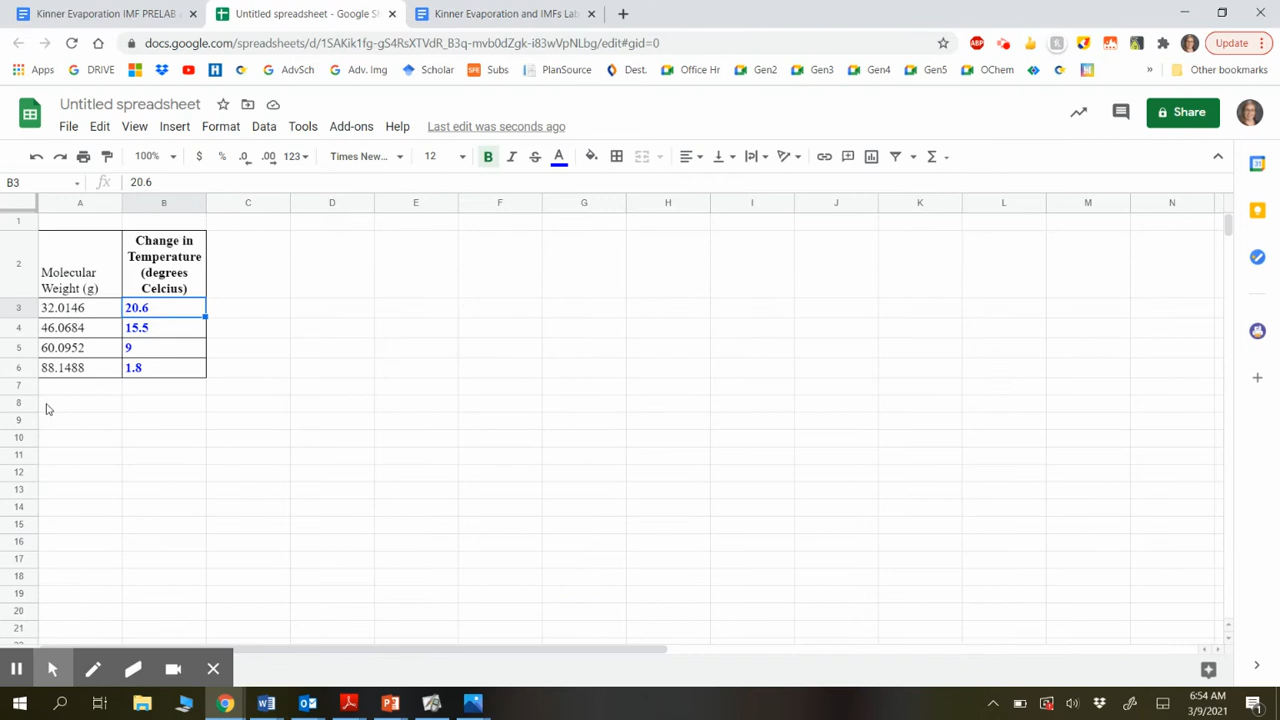 Kinner Evaporation IMF PRELAB
Untitled spreadsheet - Google S
Kinner Evaporation and IMFs Lab
docs.google.com/spreadsheets/d/1SAKik1fg-gS4RsXTVdR_B3q-mvb0dZgk-i83wVpNLbg/edit#gid=0
ABP
Update
Apps
DRIVE
AdvSch
Adv. Img
Scholar
Subs
PlanSource
Dest.
Office Hr
Gen2
Gen3
Gen4
Gen5
OChem
»
Other bookmarks
Untitled spreadsheet
File Edit View Insert Format Data Tools Add-ons Help Last edit was seconds ago
Share
100% $ % .0 .00 123 Times New... 12 B I S A Σ
B3 fx 20.6
A B C D E F G H I J K L M N
1
2 Molecular Weight (g) Change in Temperature (degrees Celcius)
3 32.0146 20.6
4 46.0684 15.5
5 60.0952 9
6 88.1488 1.8
7
8
9
10
11
12
13
14
15
16
17
18
19
20
21
6:54 AM
3/9/2021